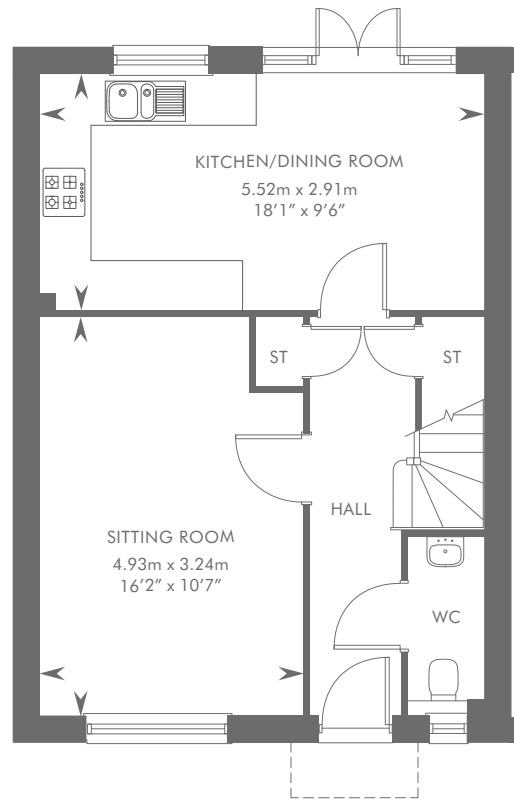 KITCHEN/DINING ROOM
5.52m x 2.91m
18’1” x 9’6”
ST
ST
HALL
SITTING ROOM
4.93m x 3.24m
16’2” x 10’7”
WC